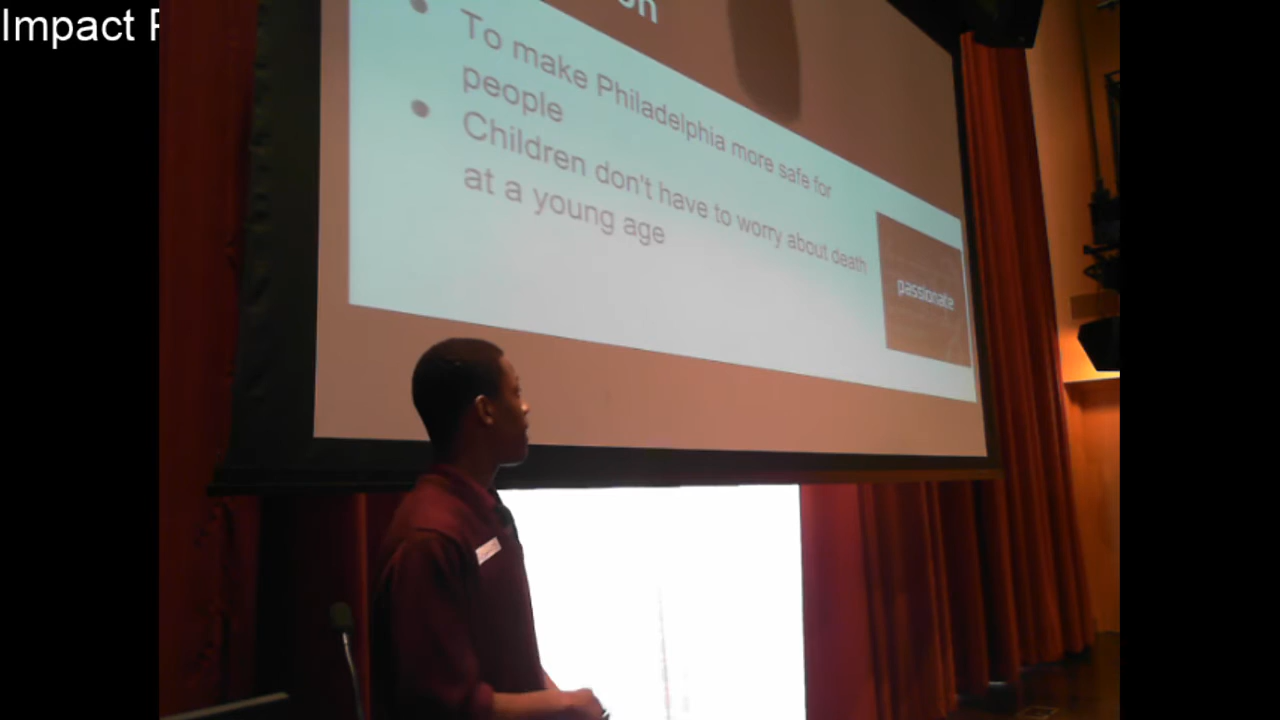 Impact
on
To make Philadelphia more safe for
people
Children don't have to worry about death
at a young age
passionate